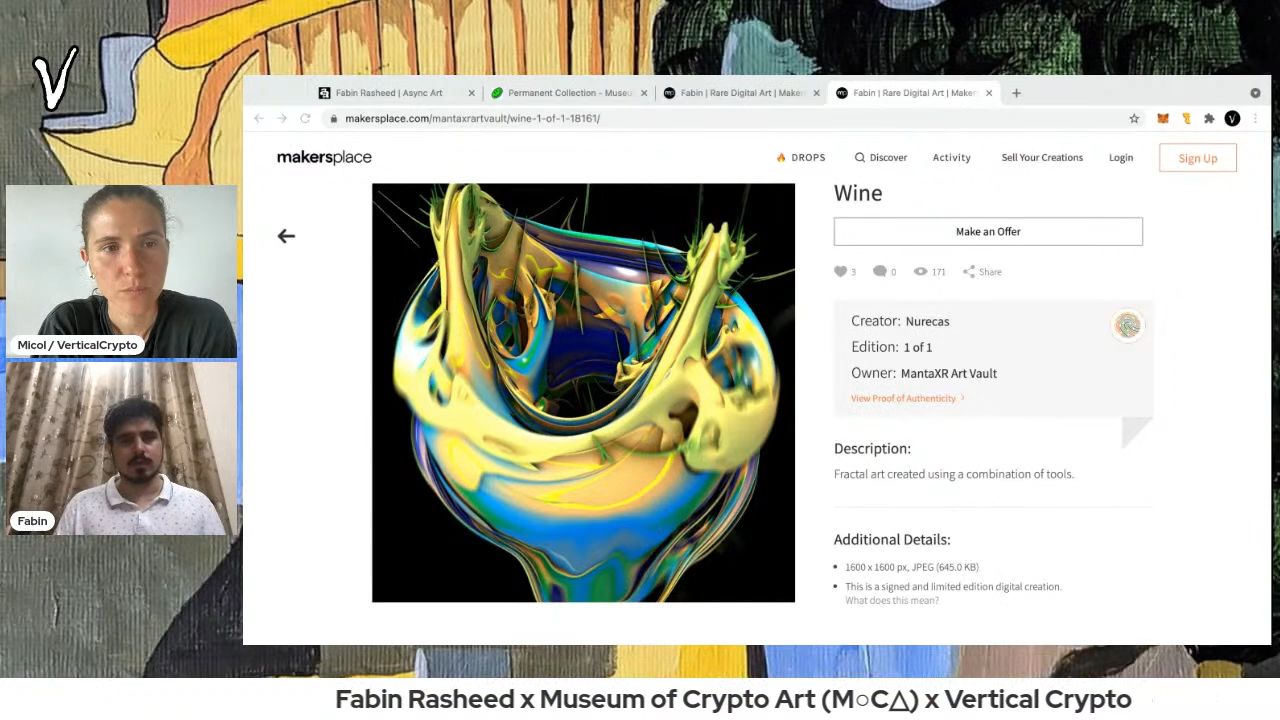 V
Fabin Rasheed | Async Art
Permanent Collection - Museu
Fabin | Rare Digital Art | Maker
Fabin | Rare Digital Art | Maker
makersplace.com/mantaxrartvault/wine-1-of-1-18161/
V
makersplace
DROPS
Discover
Activity
Sell Your Creations
Login
Sign Up
Wine
Make an Offer
3
0
171
Share
Creator: Nurecas
Edition: 1 of 1
Owner: MantaXR Art Vault
View Proof of Authenticity
Description:
Fractal art created using a combination of tools.
Additional Details:
1600 x 1600 px, JPEG (645.0 KB)
This is a signed and limited edition digital creation.
What does this mean?
Micol / VerticalCrypto
Fabin
Fabin Rasheed x Museum of Crypto Art (M○C△) x Vertical Crypto